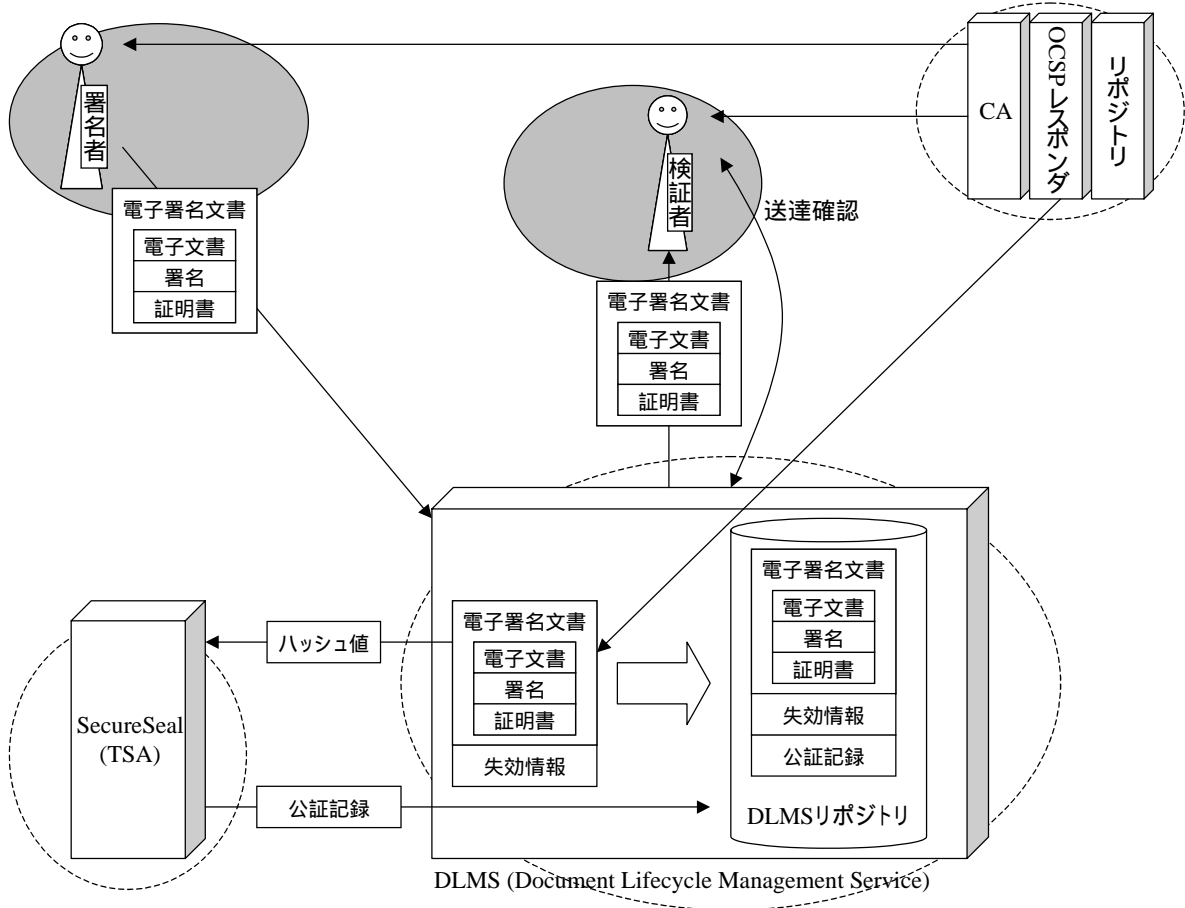 署名者
電子署名文書
電子文書
署名
証明書
検証者
送達確認
電子署名文書
電子文書
署名
証明書
CA
OCSPレスポンダ
リポジトリ
SecureSeal
(TSA)
ハッシュ値
公証記録
電子署名文書
電子文書
署名
証明書
失効情報
電子署名文書
電子文書
署名
証明書
失効情報
公証記録
DLMSリポジトリ
DLMS (Document Lifecycle Management Service)